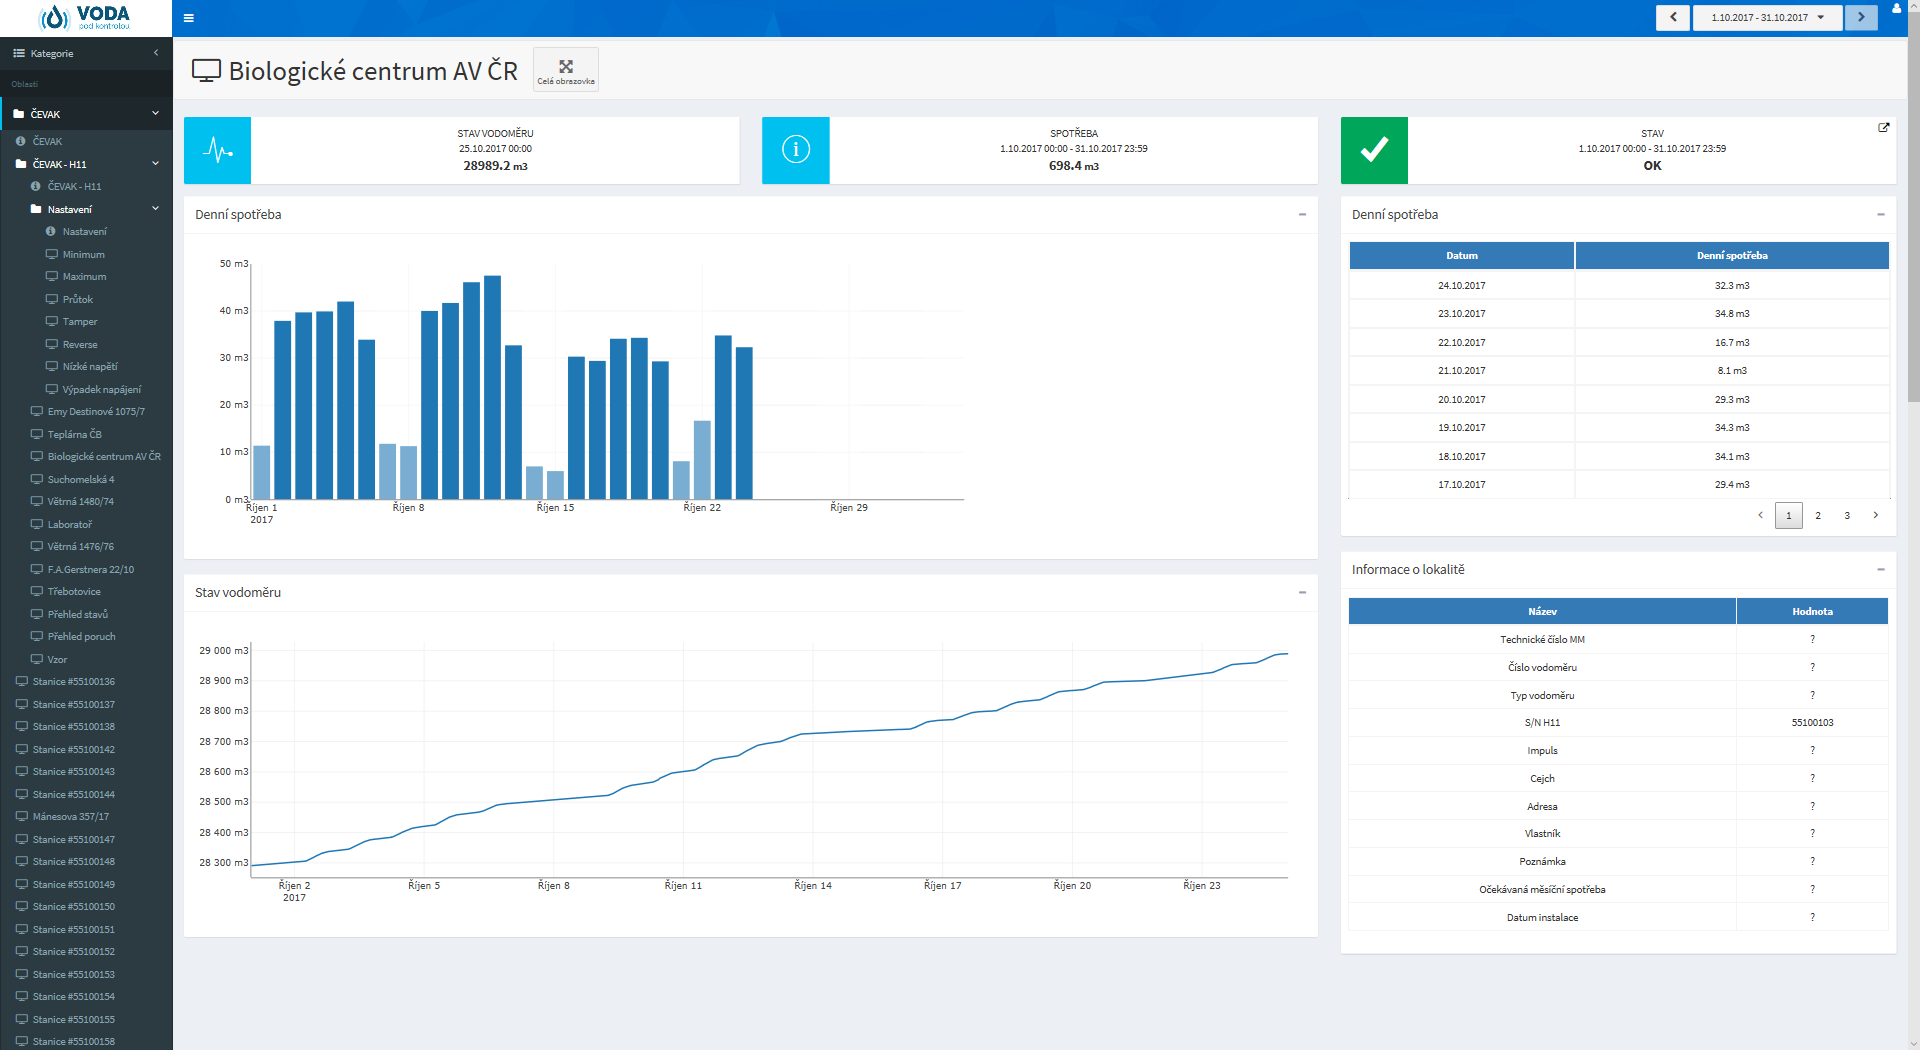 VODA
pod kontrolou
1.10.2017 - 31.10.2017
Kategorie
Oblasti
ČEVAK
ČEVAK
ČEVAK - H11
ČEVAK - H11
Nastavení
Nastavení
Minimum
Maximum
Průtok
Tamper
Reverse
Nízké napětí
Výpadek napájení
Emy Destinové 1075/7
Teplárna ČB
Biologické centrum AV ČR
Suchomelská 4
Větrná 1480/74
Laboratoř
Větrná 1476/76
F.A.Gerstnera 22/10
Třebotovice
Přehled stavů
Přehled poruch
Vzor
Stanice #55100136
Stanice #55100137
Stanice #55100138
Stanice #55100142
Stanice #55100143
Stanice #55100144
Mánesova 357/17
Stanice #55100147
Stanice #55100148
Stanice #55100149
Stanice #55100150
Stanice #55100151
Stanice #55100152
Stanice #55100153
Stanice #55100154
Stanice #55100155
Stanice #55100158
Biologické centrum AV ČR
Celá obrazovka
STAV VODOMĚRU
25.10.2017 00:00
28989.2 m3
SPOTŘEBA
1.10.2017 00:00 - 31.10.2017 23:59
698.4 m3
STAV
1.10.2017 00:00 - 31.10.2017 23:59
OK
Denní spotřeba
50 m3
40 m3
30 m3
20 m3
10 m3
0 m3
Říjen 1 Říjen 8 Říjen 15 Říjen 22 Říjen 29
2017
Stav vodoměru
29 000 m3
28 900 m3
28 800 m3
28 700 m3
28 600 m3
28 500 m3
28 400 m3
28 300 m3
Říjen 2 Říjen 5 Říjen 8 Říjen 11 Říjen 14 Říjen 17 Říjen 20 Říjen 23
2017
Denní spotřeba
Datum Denní spotřeba
24.10.2017 32.3 m3
23.10.2017 34.8 m3
22.10.2017 16.7 m3
21.10.2017 8.1 m3
20.10.2017 29.3 m3
19.10.2017 34.3 m3
18.10.2017 34.1 m3
17.10.2017 29.4 m3
1 2 3
Informace o lokalitě
Název Hodnota
Technické číslo MM ?
Číslo vodoměru ?
Typ vodoměru ?
S/N H11 55100103
Impuls ?
Cejch ?
Adresa ?
Vlastník ?
Poznámka ?
Očekávaná měsíční spotřeba ?
Datum instalace ?